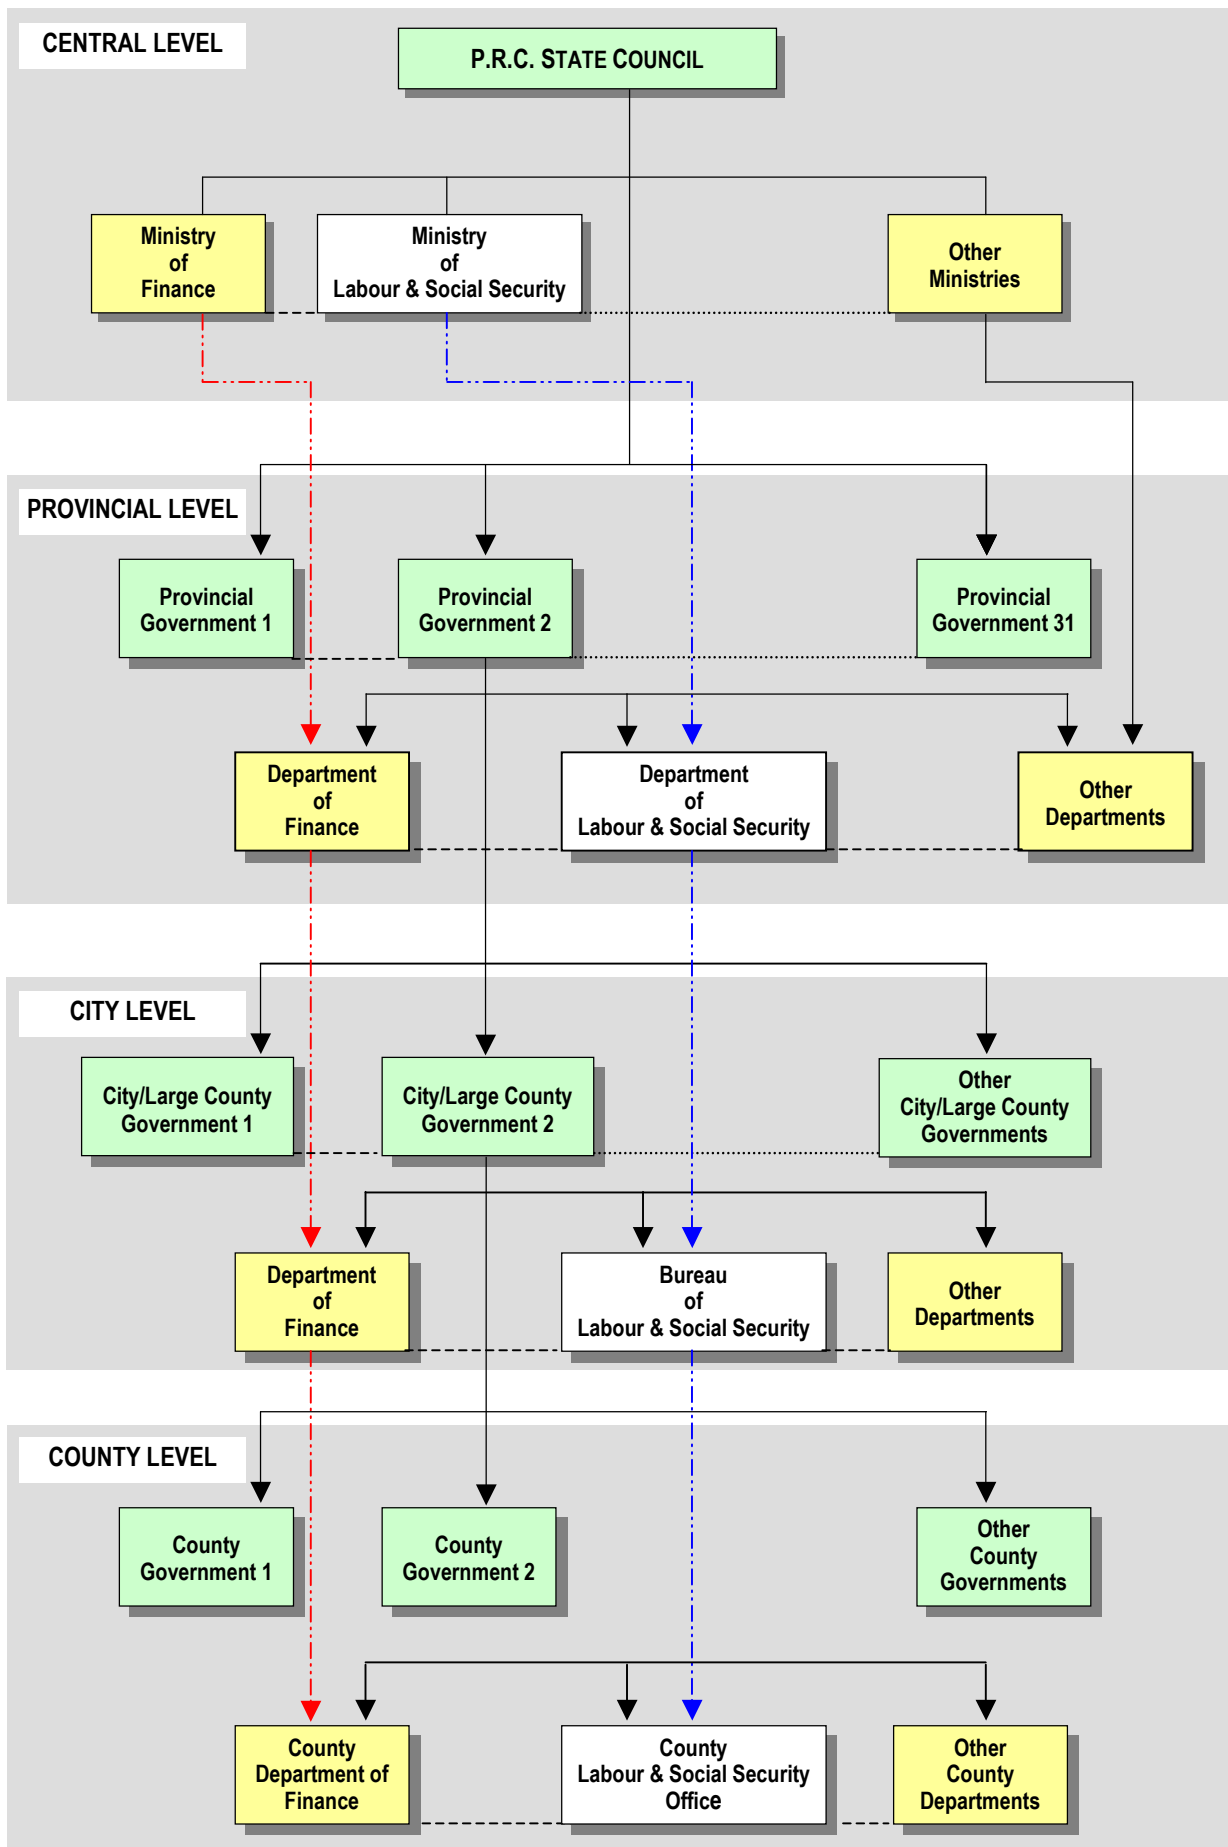 CENTRAL LEVEL
P.R.C. STATE COUNCIL
Ministry
of
Finance
Ministry
of
Labour & Social Security
Other
Ministries
PROVINCIAL LEVEL
Provincial
Government 1
Provincial
Government 2
Provincial
Government 31
Department
of
Finance
Department
of
Labour & Social Security
Other
Departments
CITY LEVEL
City/Large County
Government 1
City/Large County
Government 2
Other
City/Large County
Governments
Department
of
Finance
Bureau
of
Labour & Social Security
Other
Departments
COUNTY LEVEL
County
Government 1
County
Government 2
Other
County
Governments
County
Department of
Finance
County
Labour & Social Security
Office
Other
County
Departments